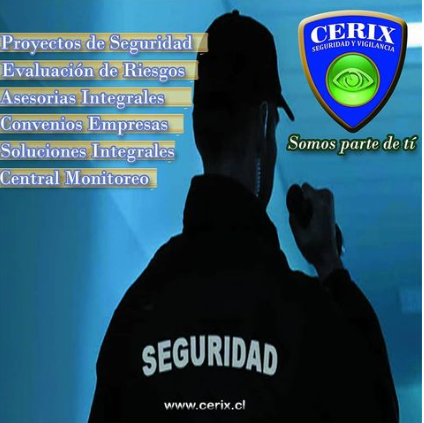 Proyectos de Seguridad
Evaluación de Riesgos
Asesorias Integrales
Convenios Empresas
Soluciones Integrales
Central Monitoreo
CERIX
SEGURIDAD Y VIGILANCIA
Somos parte de tí
SEGURIDAD
www.cerix.cl